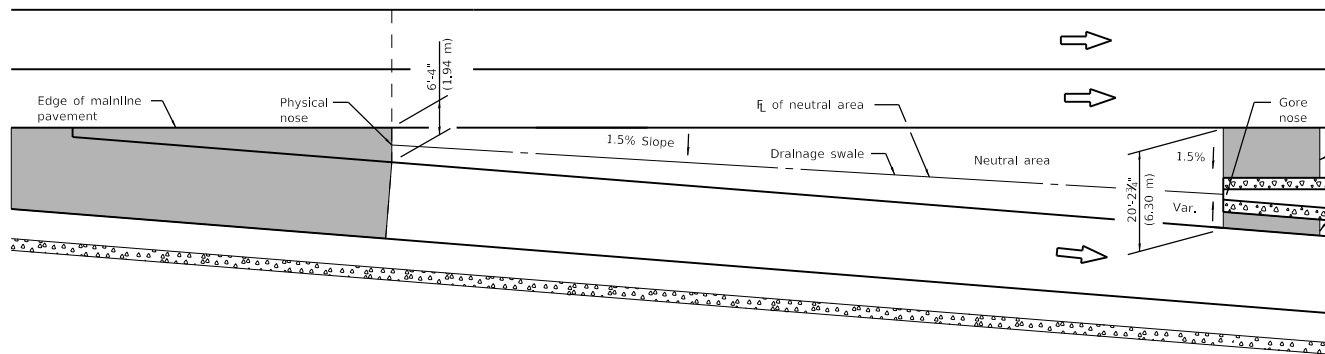 6'-4"
(1.94 m)
Edge of mainline
pavement
Physical
nose
℄ of neutral area
Gore
nose
1.5% Slope
Drainage swale
Neutral area
1.5%
20'-2¾"
(6.30 m)
Var.